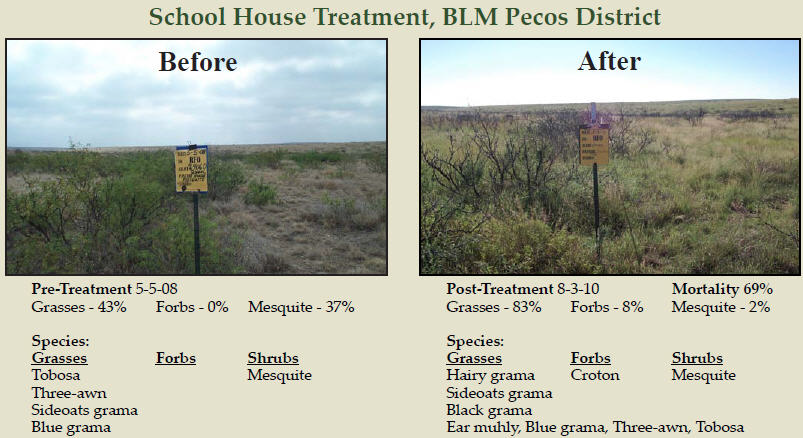 School House Treatment, BLM Pecos District
Before
RFO
Pre-Treatment 5-5-08
Grasses - 43% Forbs - 0% Mesquite - 37%
Species:
Grasses Forbs Shrubs
Tobosa Mesquite
Three-awn
Sideoats grama
Blue grama
After
RFO
Post-Treatment 8-3-10 Mortality 69%
Grasses - 83% Forbs - 8% Mesquite - 2%
Species:
Grasses Forbs Shrubs
Hairy grama Croton Mesquite
Sideoats grama
Black grama
Ear muhly, Blue grama, Three-awn, Tobosa